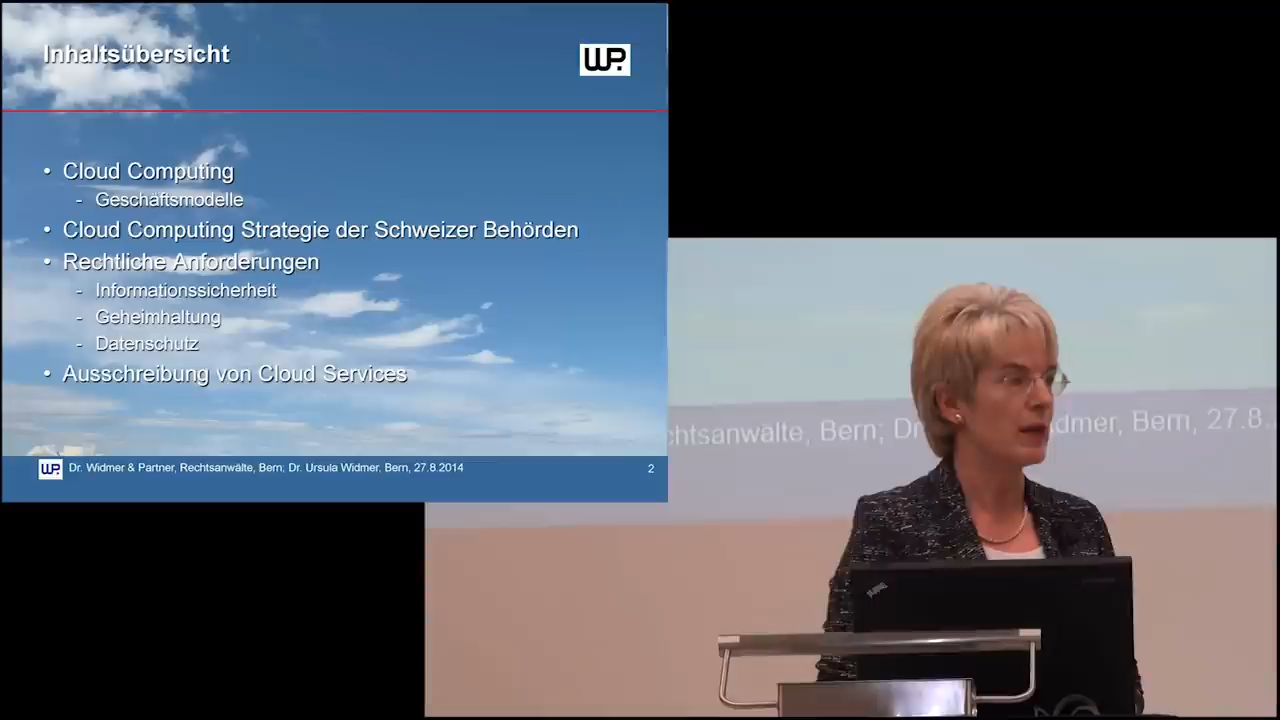 Inhaltsübersicht
WP.
• Cloud Computing
- Geschäftsmodelle
• Cloud Computing Strategie der Schweizer Behörden
• Rechtliche Anforderungen
- Informationssicherheit
- Geheimhaltung
- Datenschutz
• Ausschreibung von Cloud Services
WP. Dr. Widmer & Partner, Rechtsanwälte, Bern; Dr. Ursula Widmer, Bern, 27.8.2014 2
chtsanwälte, Bern; Dr dmer, Bern, 27.8.